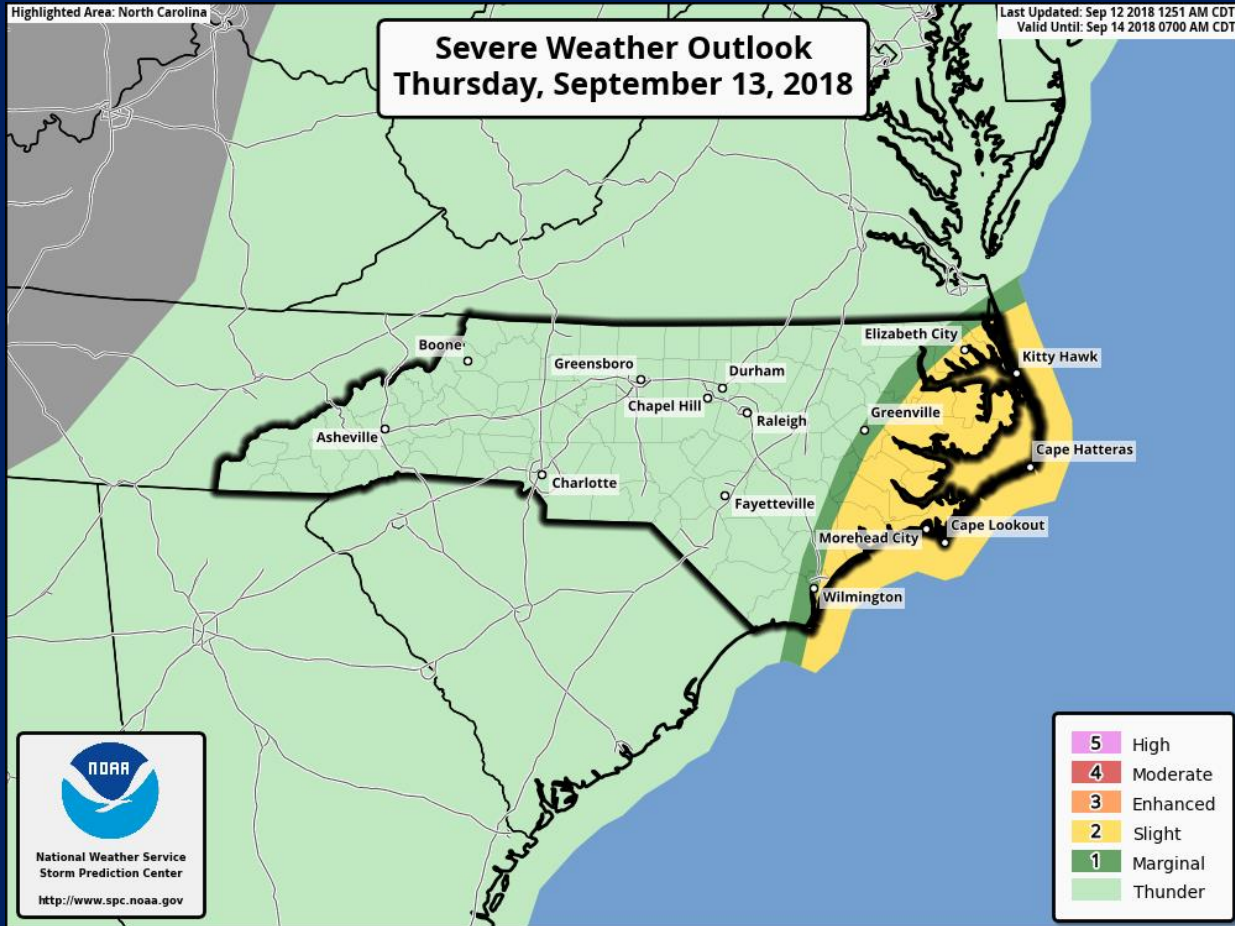 Highlighted Area: North Carolina
Last Updated: Sep 12 2018 1251 AM CDT
Valid Until: Sep 14 2018 0700 AM CDT
Severe Weather Outlook
Thursday, September 13, 2018
Elizabeth City
Boone
Kitty Hawk
Greensboro
Durham
Chapel Hill
Greenville
Raleigh
Asheville
Cape Hatteras
Charlotte
Fayetteville
Cape Lookout
Morehead City
Wilmington
NOAA
National Weather Service
Storm Prediction Center
http://www.spc.noaa.gov
5 High
4 Moderate
3 Enhanced
2 Slight
1 Marginal
Thunder